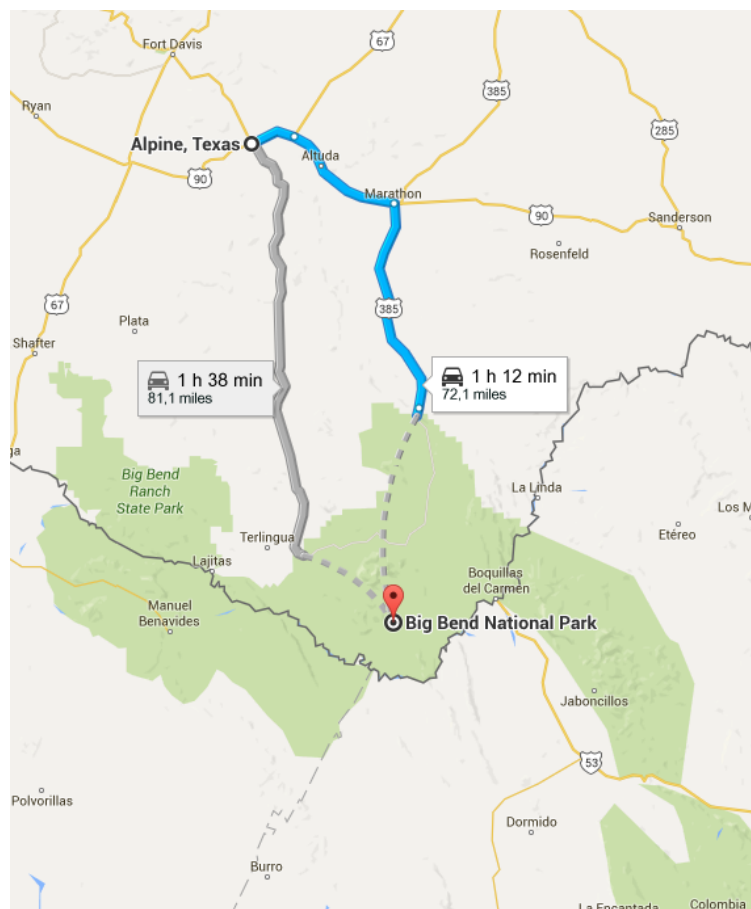 Fort Davis
67
385
Ryan
285
Alpine, Texas
Altuda
90
Marathon
90
Sanderson
Rosenfeld
67
385
Plata
Shafter
1 h 38 min
81,1 miles
1 h 12 min
72,1 miles
ga
Big Bend
Ranch
State Park
La Linda
Los M
Terlingua
Etéreo
Lajitas
Boquillas
del Carmen
Manuel
Benavides
Big Bend National Park
Jaboncillos
53
Polvorillas
Dormido
Burro
La Encantada
Colombia